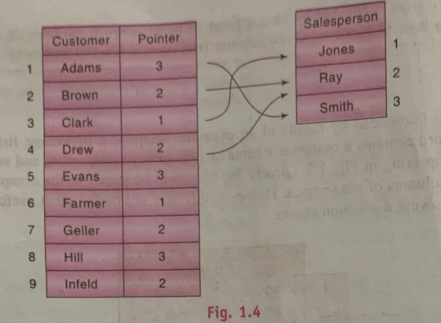 Customer Pointer
1 Adams 3
2 Brown 2
3 Clark 1
4 Drew 2
5 Evans 3
6 Farmer 1
7 Geller 2
8 Hill 3
9 Infeld 2
Salesperson
Jones 1
Ray 2
Smith 3
Fig. 1.4